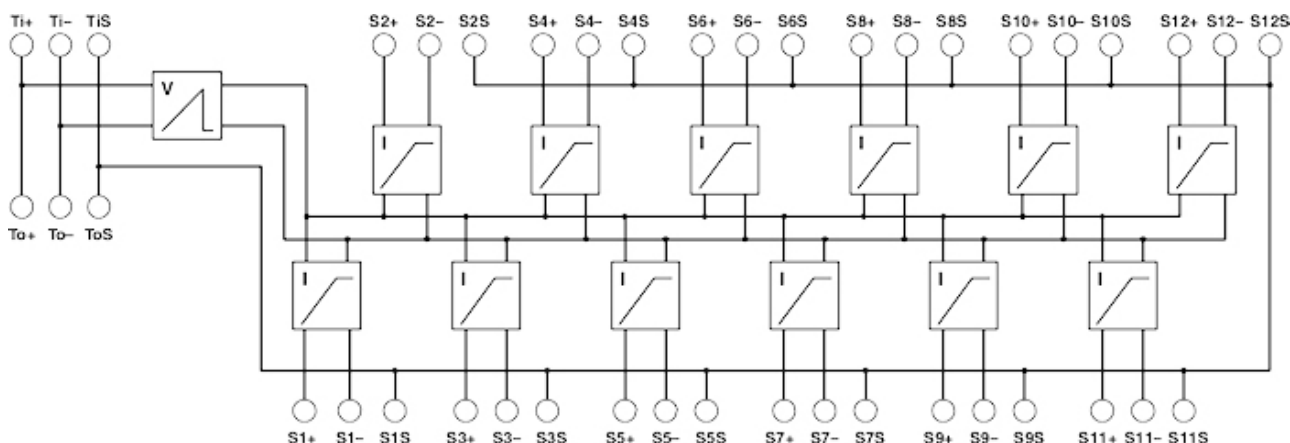 Ti+ Ti− TiS S2+ S2− S2S S4+ S4− S4S S6+ S6− S6S S8+ S8− S8S S10+ S10− S10S S12+ S12− S12S
V
I I I I I I
To+ To− ToS
I I I I I I
S1+ S1− S1S S3+ S3− S3S S5+ S5− S5S S7+ S7− S7S S9+ S9− S9S S11+ S11− S11S